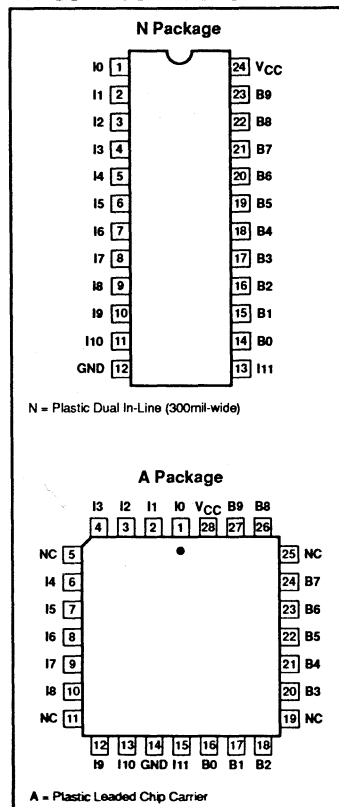 N Package
I0 1 24 VCC
I1 2 23 B9
I2 3 22 B8
I3 4 21 B7
I4 5 20 B6
I5 6 19 B5
I6 7 18 B4
I7 8 17 B3
I8 9 16 B2
I9 10 15 B1
I10 11 14 B0
GND 12 13 I11
N = Plastic Dual In-Line (300mil-wide)
A Package
I3 I2 I1 I0 VCC B9 B8
4 3 2 1 28 27 26
NC 5 25 NC
I4 6 24 B7
I5 7 23 B6
I6 8 22 B5
I7 9 21 B4
I8 10 20 B3
NC 11 19 NC
12 13 14 15 16 17 18
I9 I10 GND I11 B0 B1 B2
A = Plastic Leaded Chip Carrier